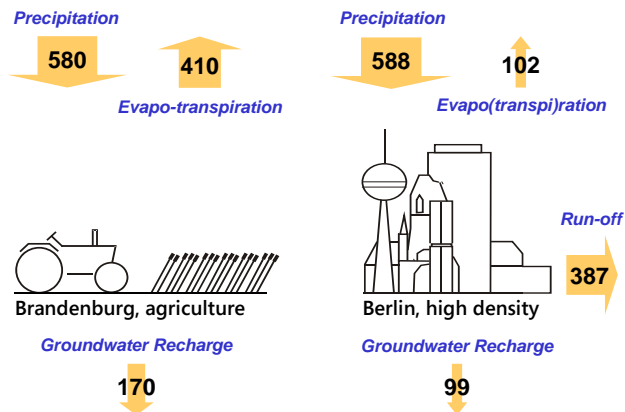 Precipitation
580
410
Evapo-transpiration
Brandenburg, agriculture
Groundwater Recharge
170
Precipitation
588
102
Evapo(transpi)ration
Run-off
387
Berlin, high density
Groundwater Recharge
99